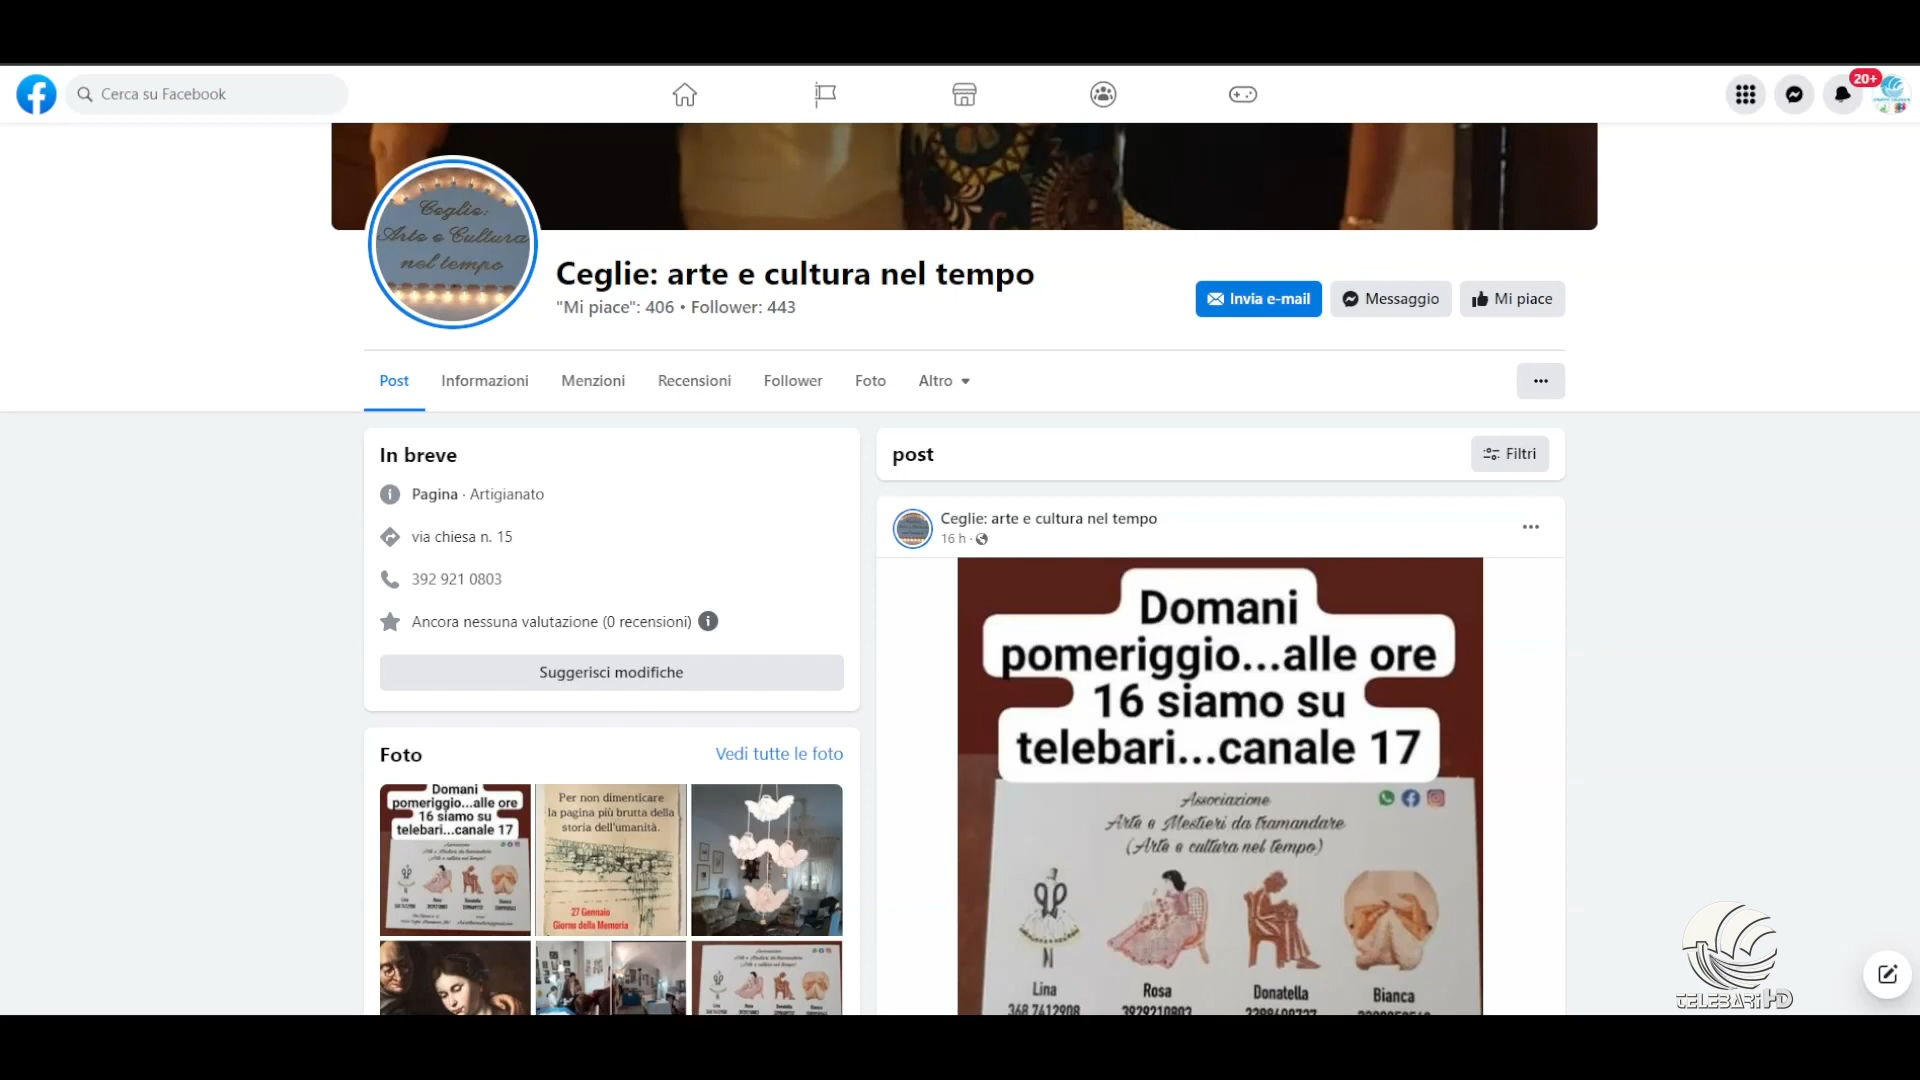 Cerca su Facebook
20+
Ceglie:
Arte e Cultura
nel tempo
Ceglie: arte e cultura nel tempo
"Mi piace": 406 • Follower: 443
Invia e-mail
Messaggio
Mi piace
Post
Informazioni
Menzioni
Recensioni
Follower
Foto
Altro
In breve
Pagina · Artigianato
via chiesa n. 15
392 921 0803
Ancora nessuna valutazione (0 recensioni)
Suggerisci modifiche
Foto
Vedi tutte le foto
Domani
pomeriggio...alle ore
16 siamo su
telebari...canale 17
Per non dimenticare
la pagina più brutta della
storia dell'umanità.
27 Gennaio
Giorno della Memoria
post
Filtri
Ceglie: arte e cultura nel tempo
16 h ·
Domani
pomeriggio...alle ore
16 siamo su
telebari...canale 17
Associazione
Arte e Mestieri da tramandare
(Arte e cultura nel tempo)
Lina
Rosa
Donatella
Bianca
368 7412908
3929210803
TELEBARI HD